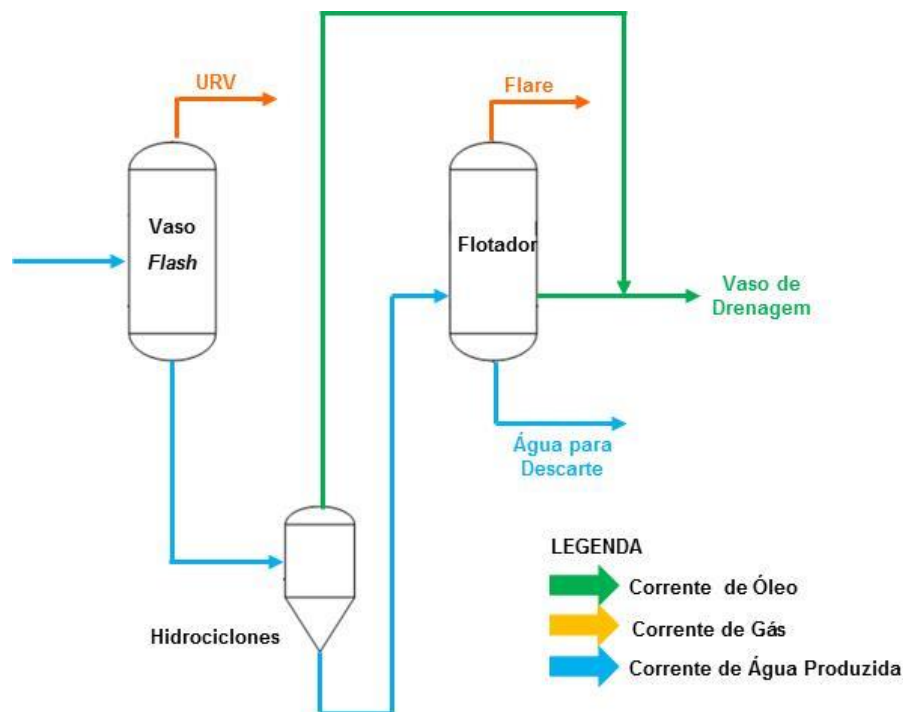 URV
Flare
Vaso
Flash
Flotador
Vaso de
Drenagem
Água para
Descarte
Hidrociclones
LEGENDA
Corrente de Óleo
Corrente de Gás
Corrente de Água Produzida